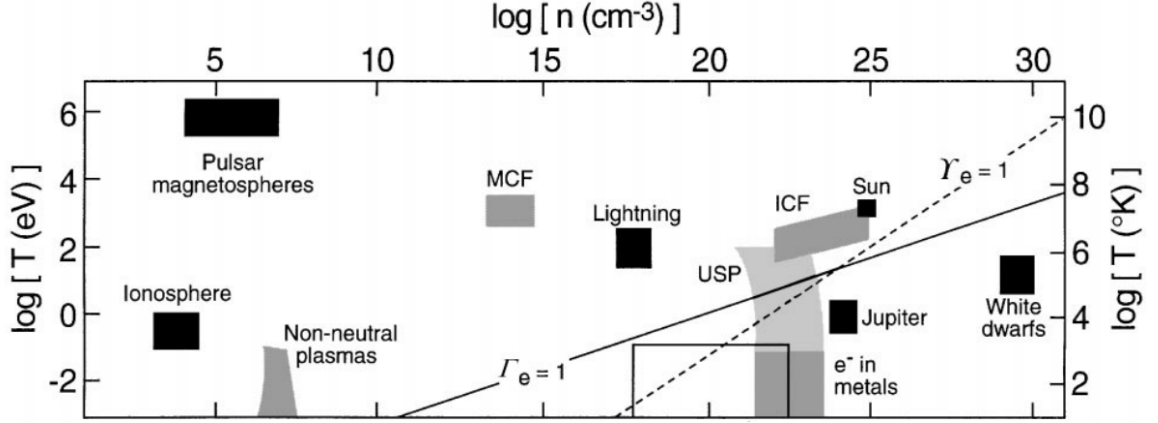 log [ n (cm-3) ]
5 10 15 20 25 30
6
4
2
0
-2
log [ T (eV) ]
10
8
6
4
2
log [ T (°K) ]
Pulsar
magnetospheres
MCF
Lightning
ICF
Sun
ϒe = 1
USP
Ionosphere
Non-neutral
plasmas
Γe = 1
Jupiter
White
dwarfs
e- in
metals